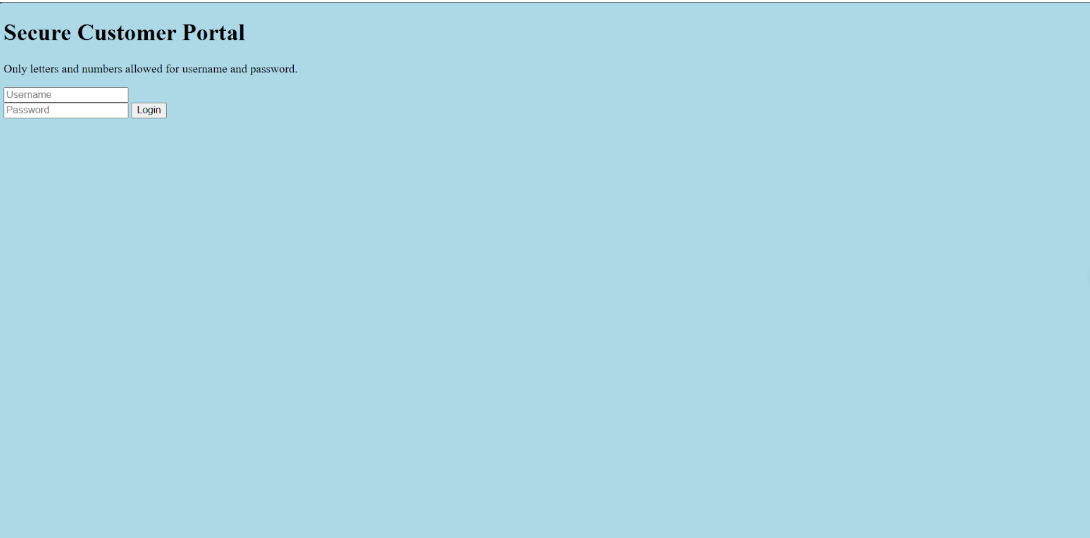 Secure Customer Portal
Only letters and numbers allowed for username and password.
Username
Password Login